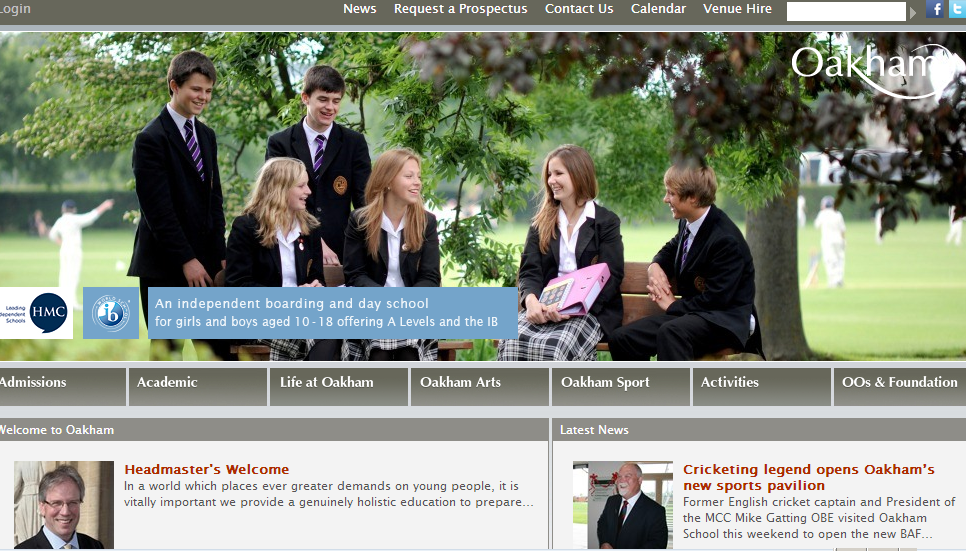 Login
News Request a Prospectus Contact Us Calendar Venue Hire
f t
Oakham
Leading
Independent
Schools
HMC
WORLD SCHOOL
ib
An independent boarding and day school
for girls and boys aged 10-18 offering A Levels and the IB
Admissions Academic Life at Oakham Oakham Arts Oakham Sport Activities OOs & Foundation
Welcome to Oakham
Headmaster's Welcome
In a world which places ever greater demands on young people, it is
vitally important we provide a genuinely holistic education to prepare...
Latest News
Cricketing legend opens Oakham's
new sports pavilion
Former English cricket captain and President of
the MCC Mike Gatting OBE visited Oakham
School this weekend to open the new BAF...